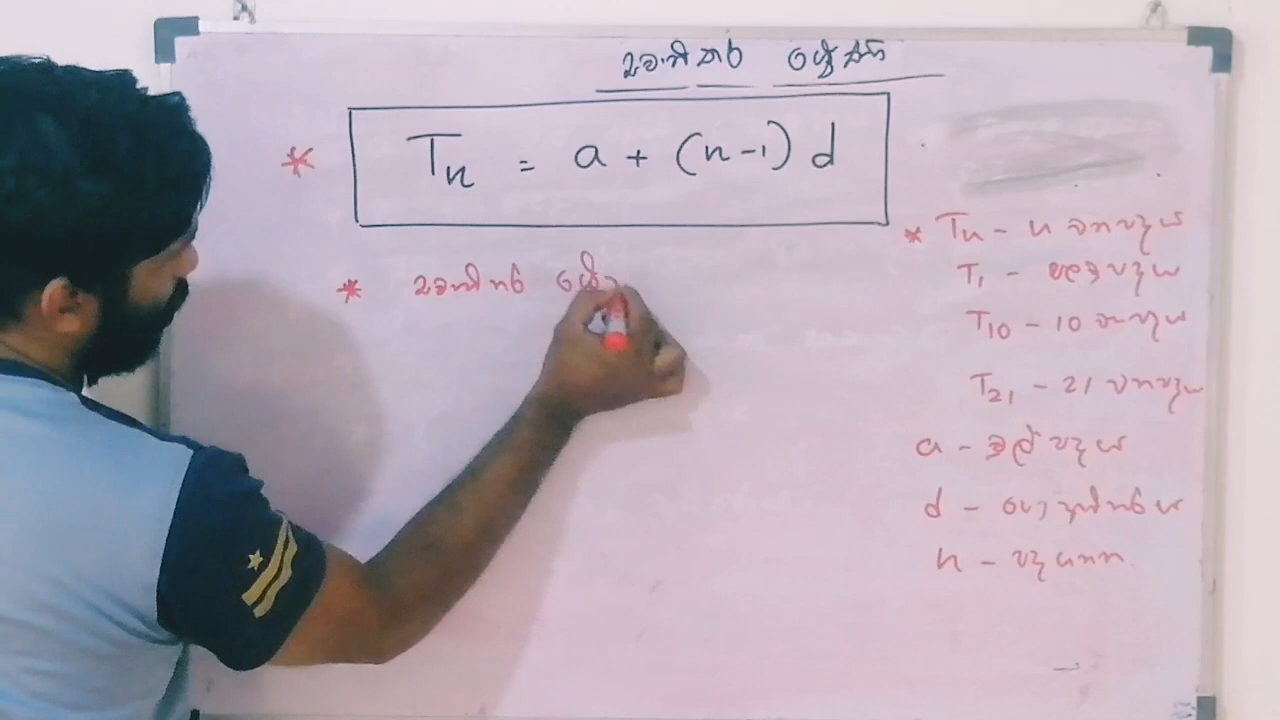 සමාන්තර ශ්‍රේණි
* Tn = a + (n-1) d
* සමාන්තර ශ්‍රේ
* Tn - n වන පදය
T1 - පළමු පදය
T10 - 10 වන පදය
T21 - 21 වන පදය
a - මුල් පදය
d - පොදු අන්තරය
n - පද ගණන